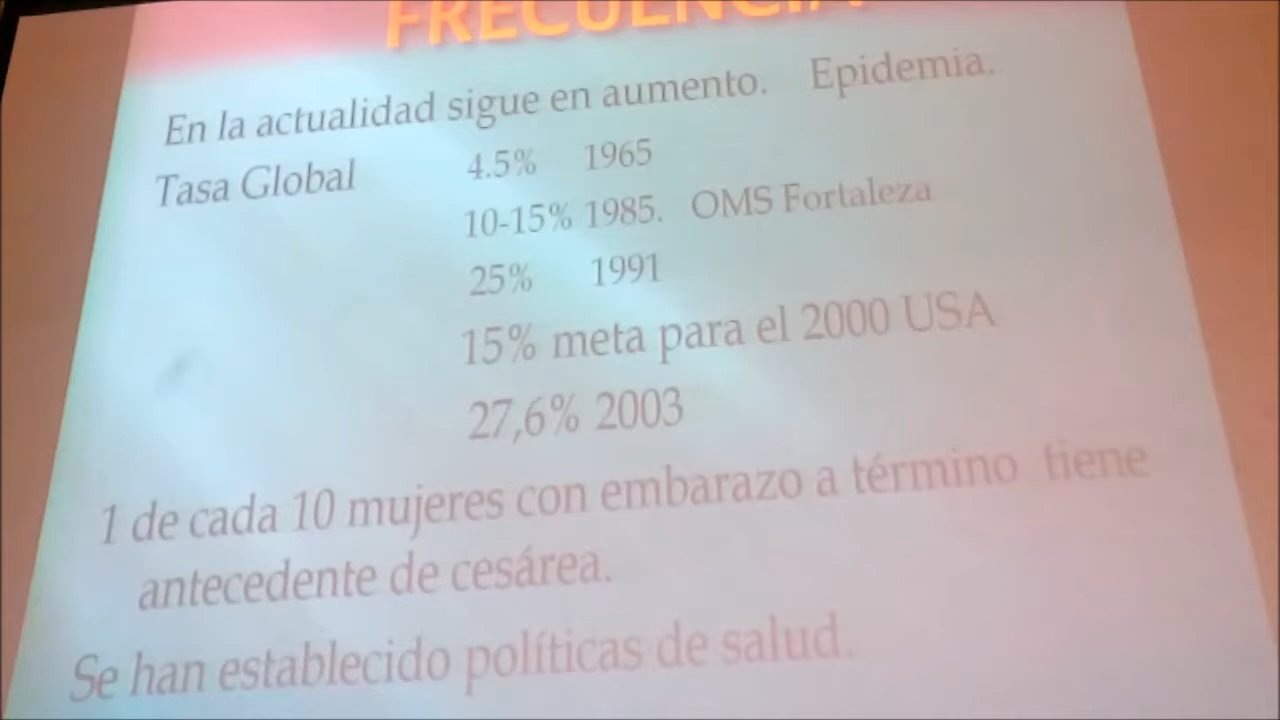 FRECUENCIA
En la actualidad sigue en aumento. Epidemia.
Tasa Global 4.5% 1965
10-15% 1985. OMS Fortaleza
25% 1991
15% meta para el 2000 USA
27,6% 2003
1 de cada 10 mujeres con embarazo a término tiene
antecedente de cesárea.
Se han establecido políticas de salud.